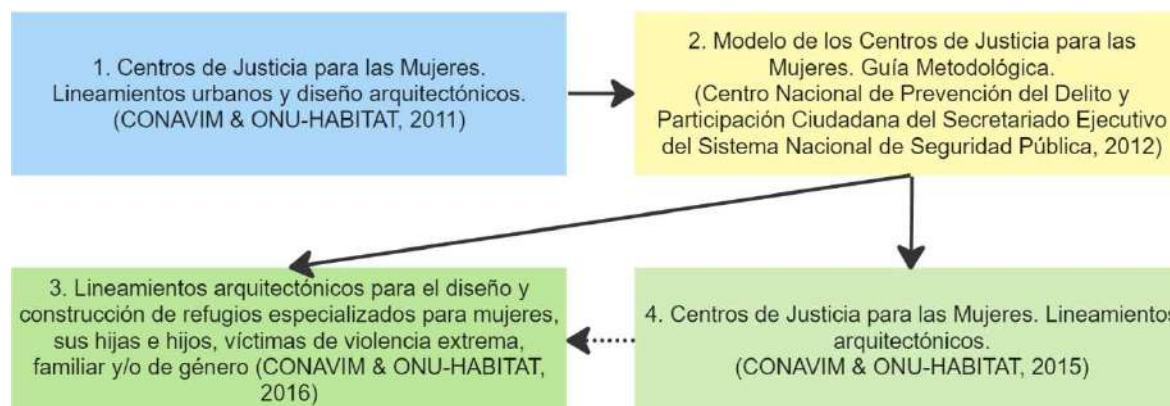 1. Centros de Justicia para las Mujeres.
Lineamientos urbanos y diseño arquitectónicos.
(CONAVIM & ONU-HABITAT, 2011)
2. Modelo de los Centros de Justicia para las
Mujeres. Guía Metodológica.
(Centro Nacional de Prevención del Delito y
Participación Ciudadana del Secretariado Ejecutivo
del Sistema Nacional de Seguridad Pública, 2012)
3. Lineamientos arquitectónicos para el diseño y
construcción de refugios especializados para mujeres,
sus hijas e hijos, víctimas de violencia extrema,
familiar y/o de género (CONAVIM & ONU-HABITAT,
2016)
4. Centros de Justicia para las Mujeres. Lineamientos
arquitectónicos.
(CONAVIM & ONU-HABITAT, 2015)